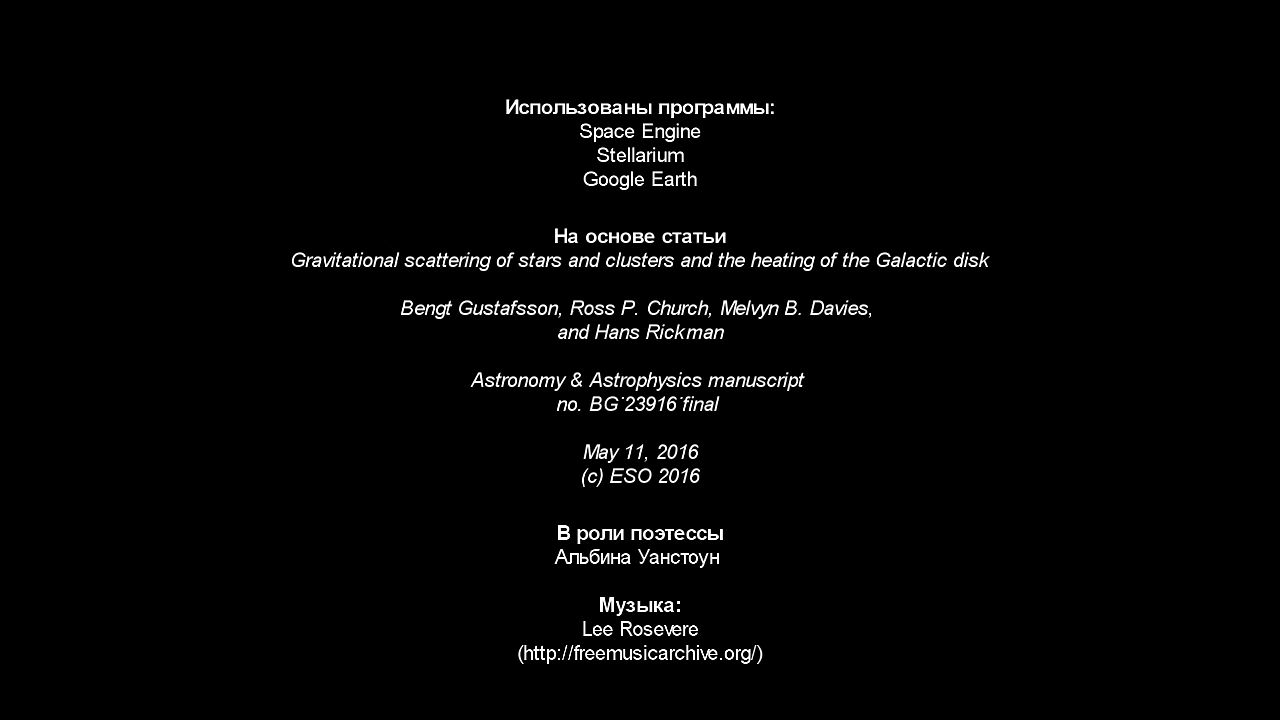 Использованы программы:
Space Engine
Stellarium
Google Earth
На основе статьи
Gravitational scattering of stars and clusters and the heating of the Galactic disk
Bengt Gustafsson, Ross P. Church, Melvyn B. Davies,
and Hans Rickman
Astronomy & Astrophysics manuscript
no. BG˙23916˙final
May 11, 2016
(c) ESO 2016
В роли поэтессы
Альбина Уанстоун
Музыка:
Lee Rosevere
(http://freemusicarchive.org/)